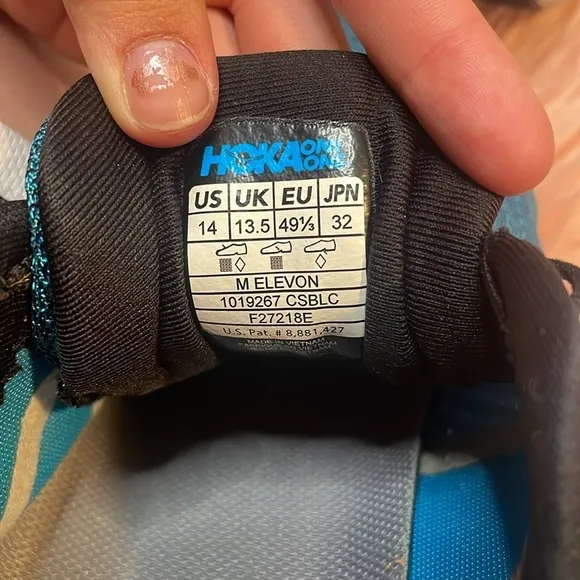 HOKA ONE ONE
US UK EU JPN
14 13.5 49⅓ 32
M ELEVON
1019267 CSBLC
F27218E
U.S. Pat. # 8,881,427
MADE IN VIETNAM